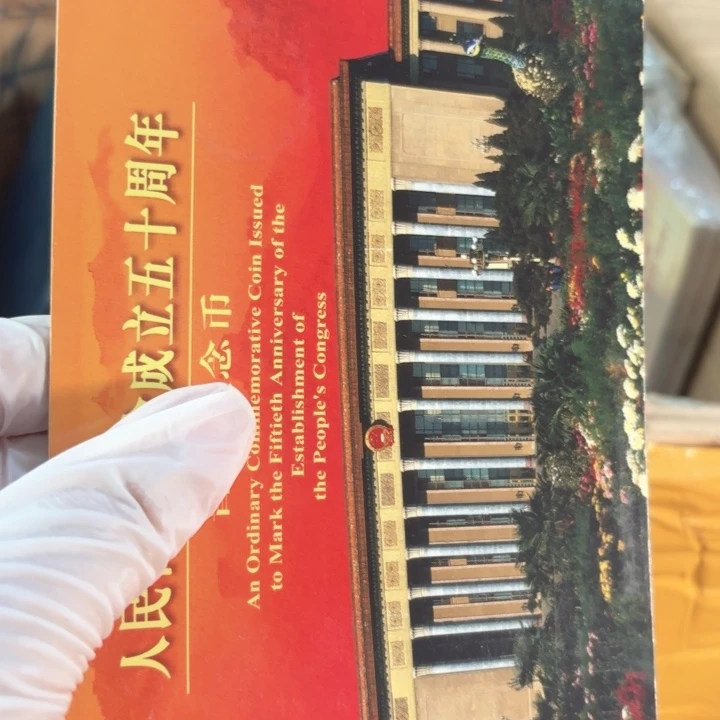 人民 成立五十周年
念币
An Ordinary Commemorative Coin Issued
to Mark the Fiftieth Anniversary of the
Establishment of
the People's Congress